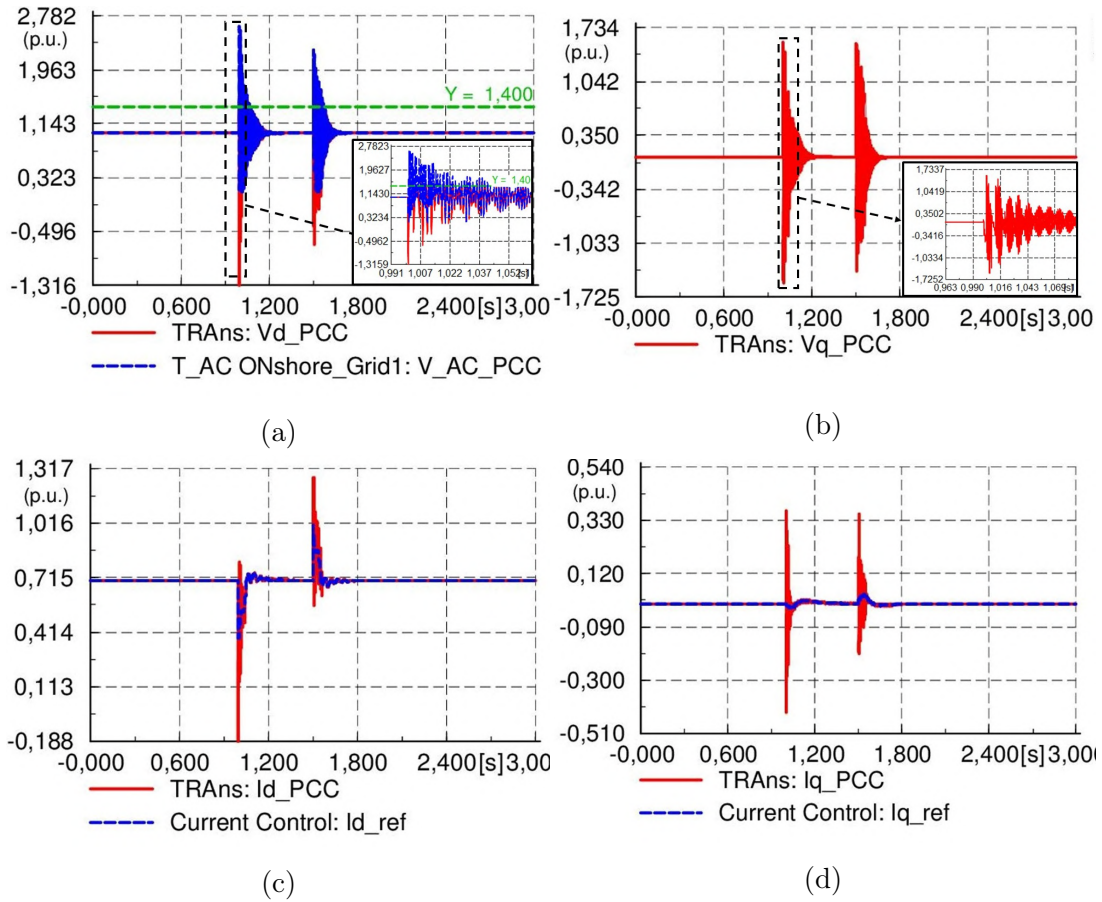 2,782
(p.u.)
1,963
1,143
0,323
-0,496
-1,316
Y = 1,400
2,7823
1,9627
1,1430
0,3234
-0,4962
-1,3159
Y = 1,40
0,991 1,007 1,022 1,037 1,052 [s]
-0,000 0,600 1,200 1,800 2,400[s]3,00
TRAns: Vd_PCC
T_AC ONshore_Grid1: V_AC_PCC
(a)
1,734
(p.u.)
1,042
0,350
-0,342
-1,033
-1,725
1,7337
1,0419
0,3502
-0,3416
-1,0334
-1,7252
0,963 0,990 1,016 1,043 1,069 [s]
-0,000 0,600 1,200 1,800 2,400[s]3,00
TRAns: Vq_PCC
(b)
1,317
(p.u.)
1,016
0,715
0,414
0,113
-0,188
-0,000 0,600 1,200 1,800 2,400[s]3,00
TRAns: Id_PCC
Current Control: Id_ref
(c)
0,540
(p.u.)
0,330
0,120
-0,090
-0,300
-0,510
-0,000 0,600 1,200 1,800 2,400[s]3,00
TRAns: Iq_PCC
Current Control: Iq_ref
(d)